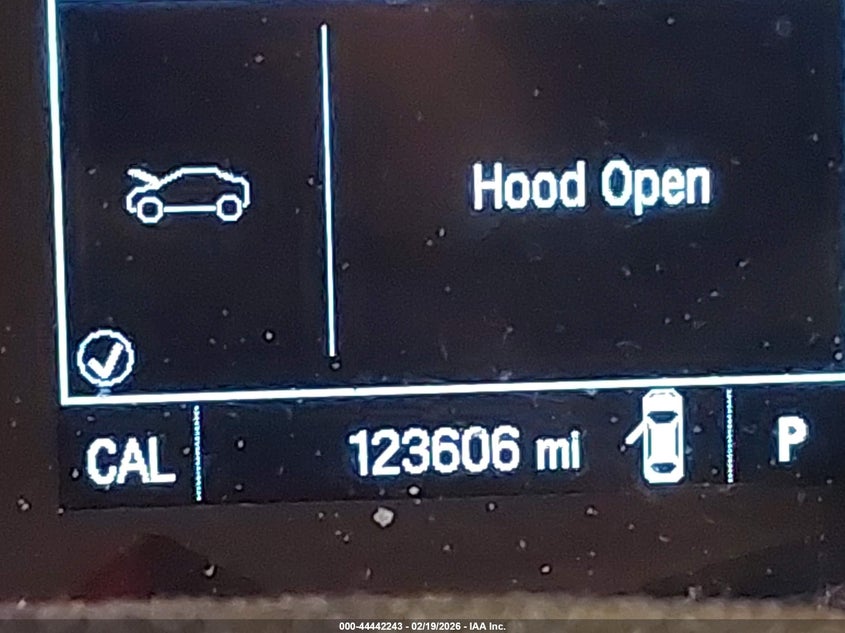 Hood Open
CAL 123606 mi P
000-44442243 - 02/19/2026 - IAA Inc.